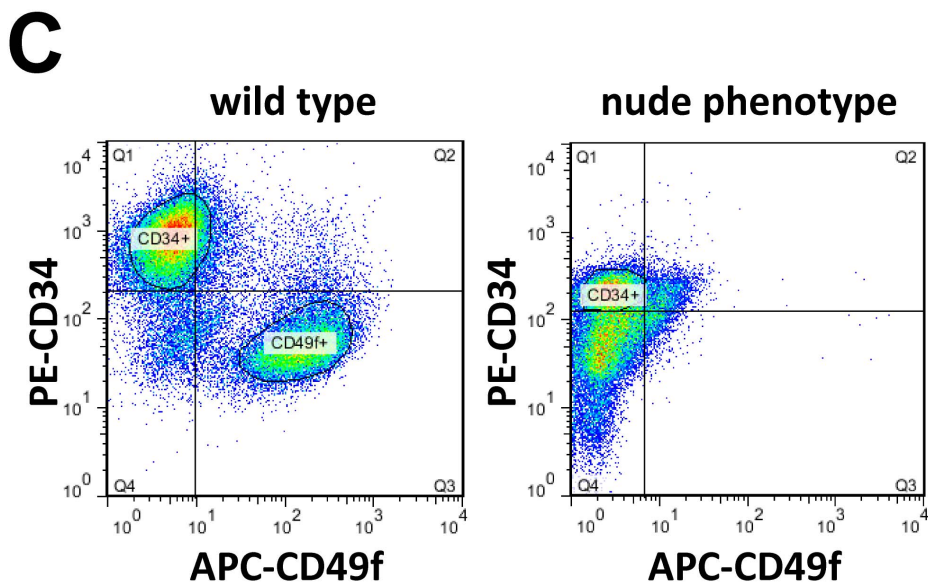 C
wild type
nude phenotype
Q1
Q2
CD34+
CD49f+
Q4
Q3
10^4
10^3
10^2
10^1
10^0
PE-CD34
10^0
10^1
10^2
10^3
10^4
APC-CD49f
Q1
Q2
CD34+
Q4
Q3
10^4
10^3
10^2
10^1
10^0
PE-CD34
10^0
10^1
10^2
10^3
10^4
APC-CD49f